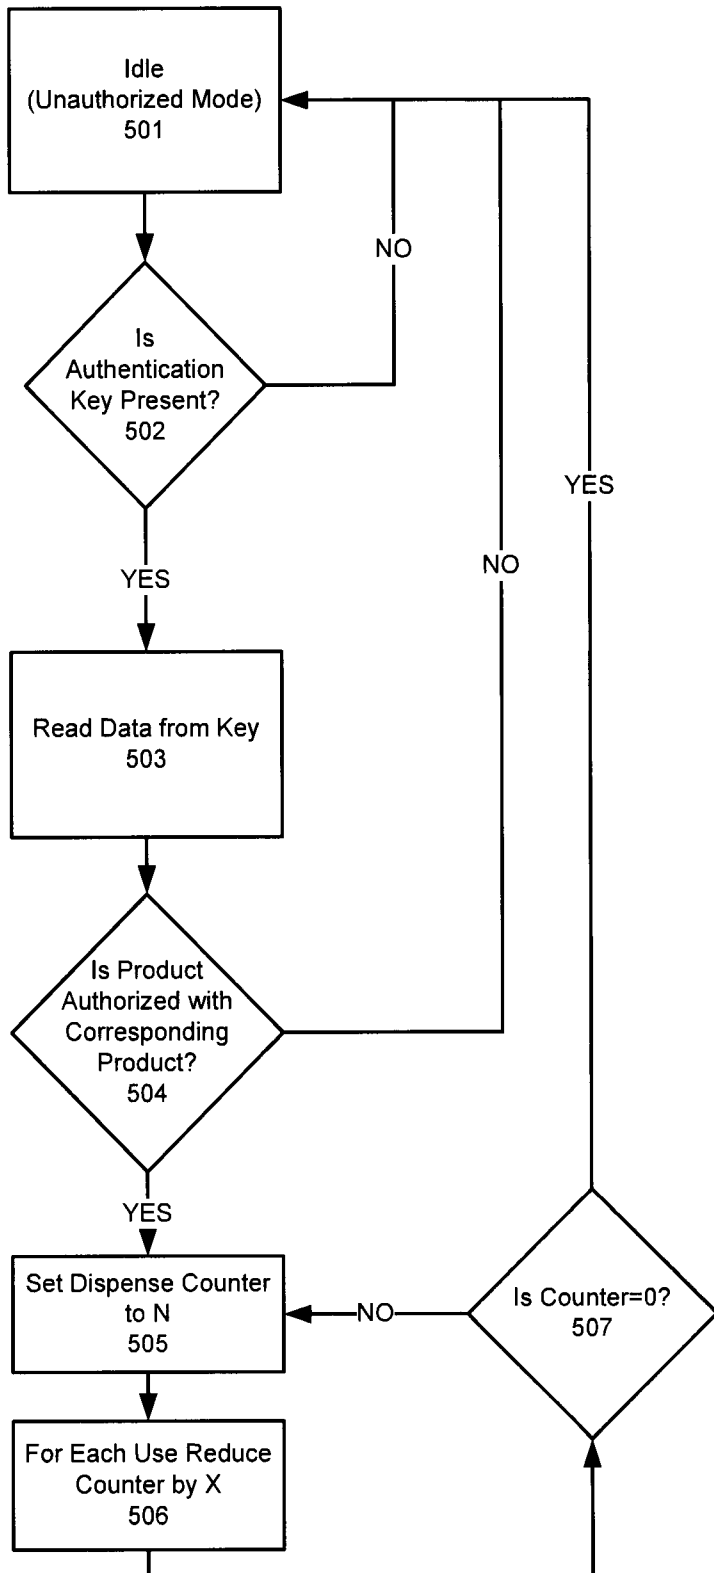 Idle
(Unauthorized Mode)
501
NO
Is
Authentication
Key Present?
502
YES
YES
NO
Read Data from Key
503
Is Product
Authorized with
Corresponding
Product?
504
YES
Set Dispense Counter
to N
505
NO
Is Counter=0?
507
For Each Use Reduce
Counter by X
506